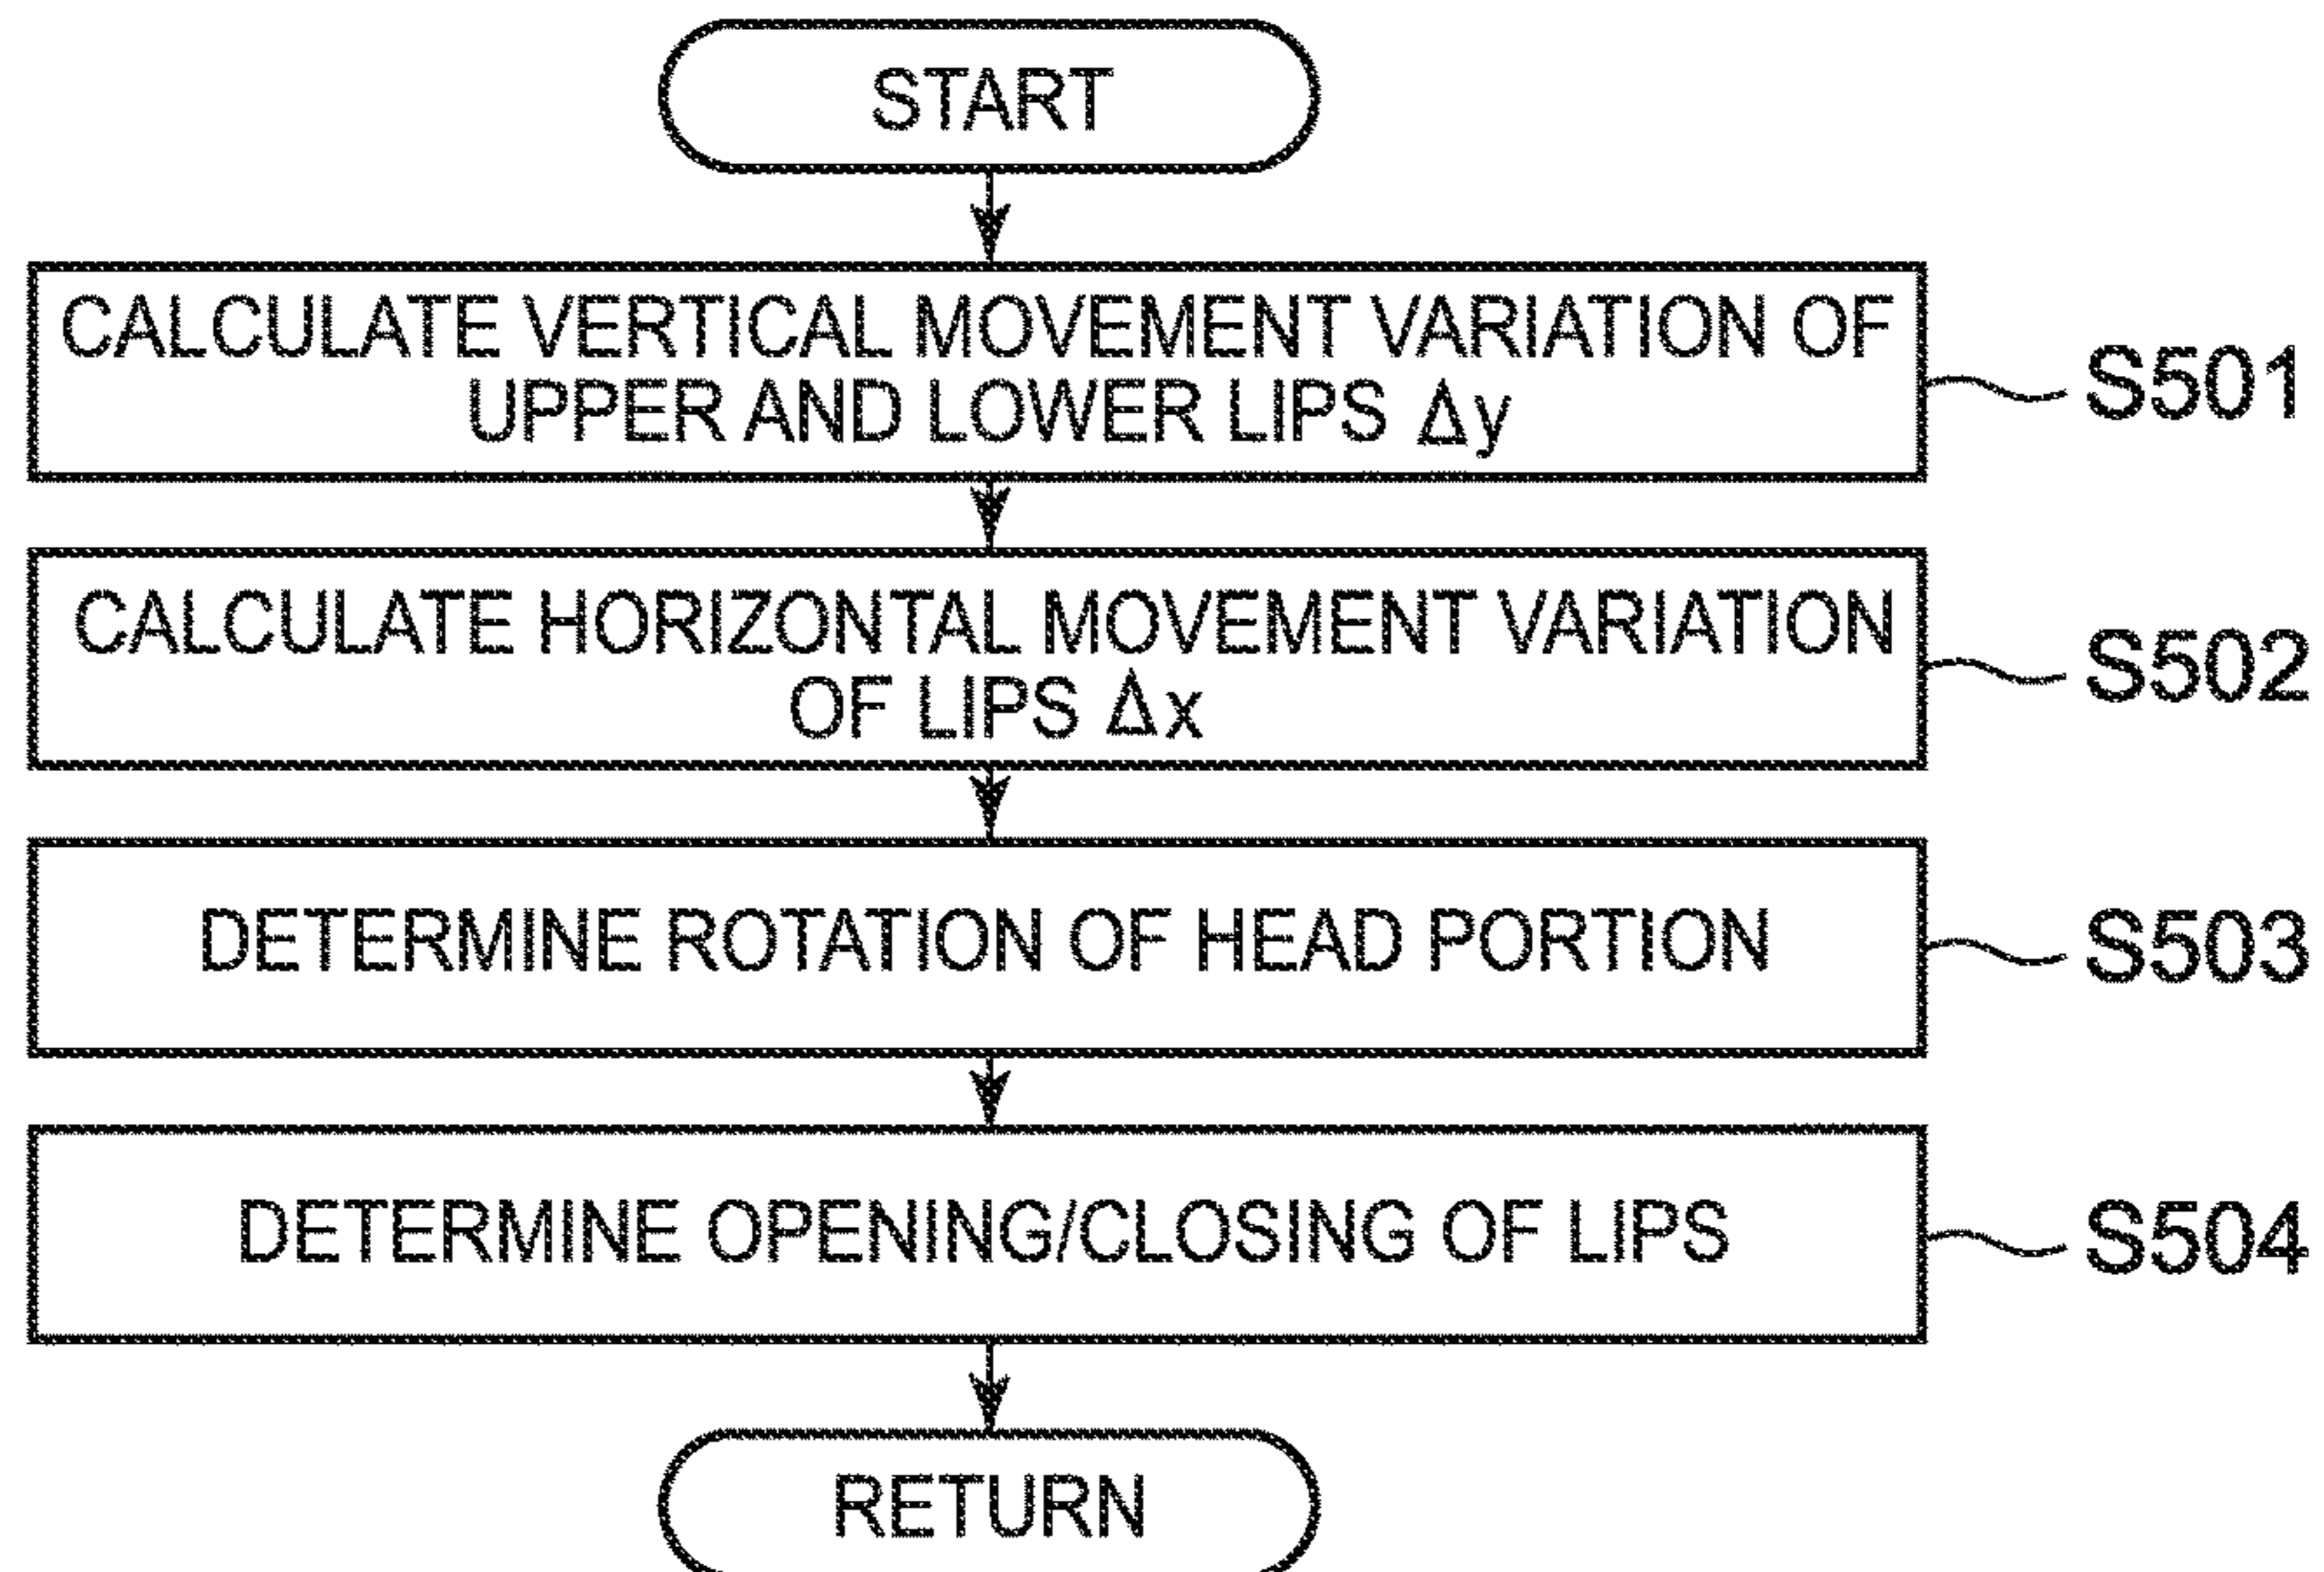 START
CALCULATE VERTICAL MOVEMENT VARIATION OF
UPPER AND LOWER LIPS Δy
S501
CALCULATE HORIZONTAL MOVEMENT VARIATION
OF LIPS Δx
S502
DETERMINE ROTATION OF HEAD PORTION
S503
DETERMINE OPENING/CLOSING OF LIPS
S504
RETURN